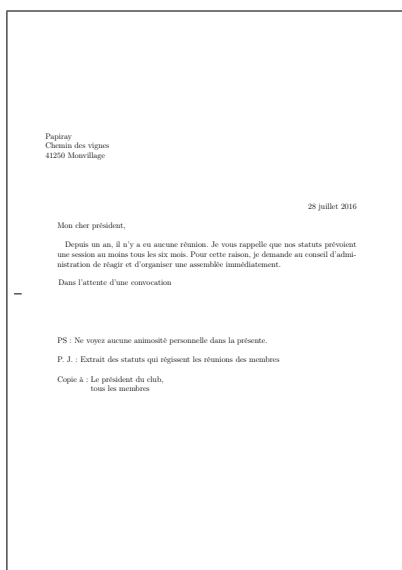 Papiray
Chemin des vignes
41250 Monvillage
28 juillet 2016
Mon cher président,
Depuis un an, il n'y a eu aucune réunion. Je vous rappelle que nos statuts prévoient
une session au moins tous les six mois. Pour cette raison, je demande au conseil d'admi-
nistration de réagir et d'organiser une assemblée immédiatement.
Dans l'attente d'une convocation
PS : Ne voyez aucune animosité personnelle dans la présente.
P. J. : Extrait des statuts qui régissent les réunions des membres
Copie à : Le président du club,
tous les membres